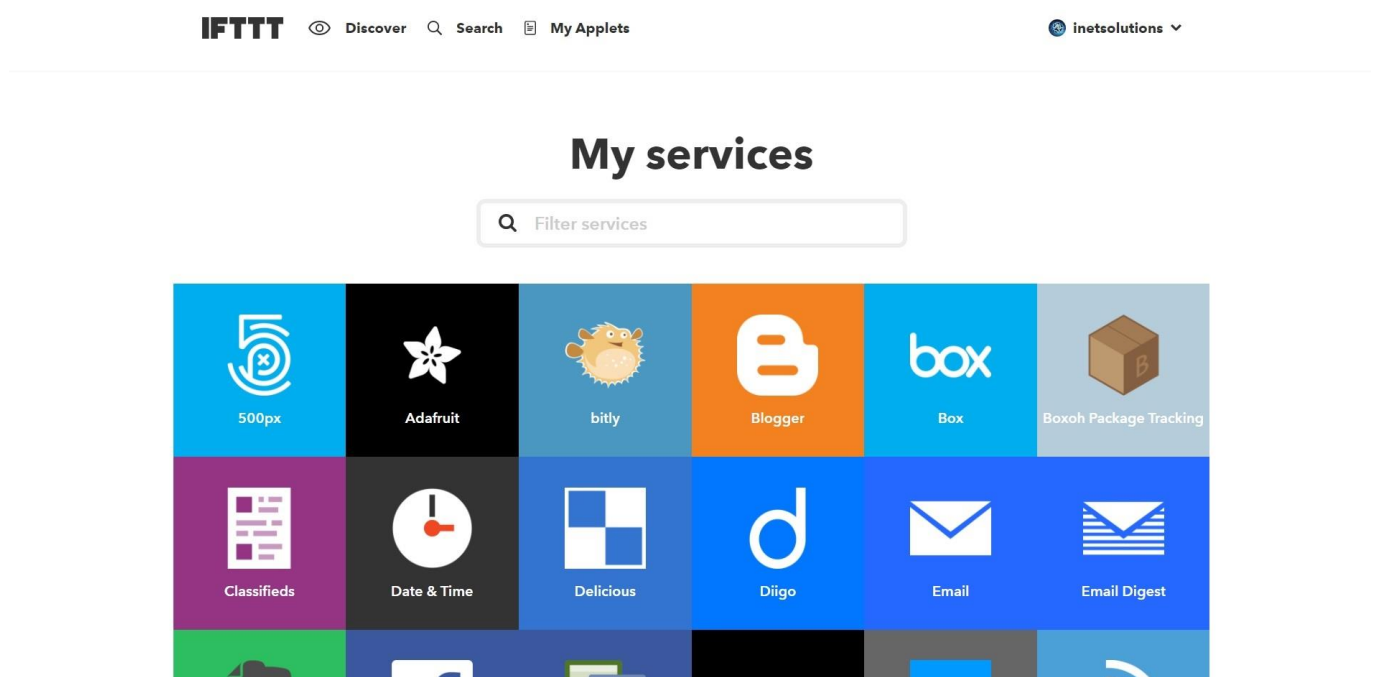 IFTTT Discover Search My Applets inetsolutions
My services
Filter services
box
B
500px Adafruit bitly Blogger Box Boxoh Package Tracking
Classifieds Date & Time Delicious Diigo Email Email Digest